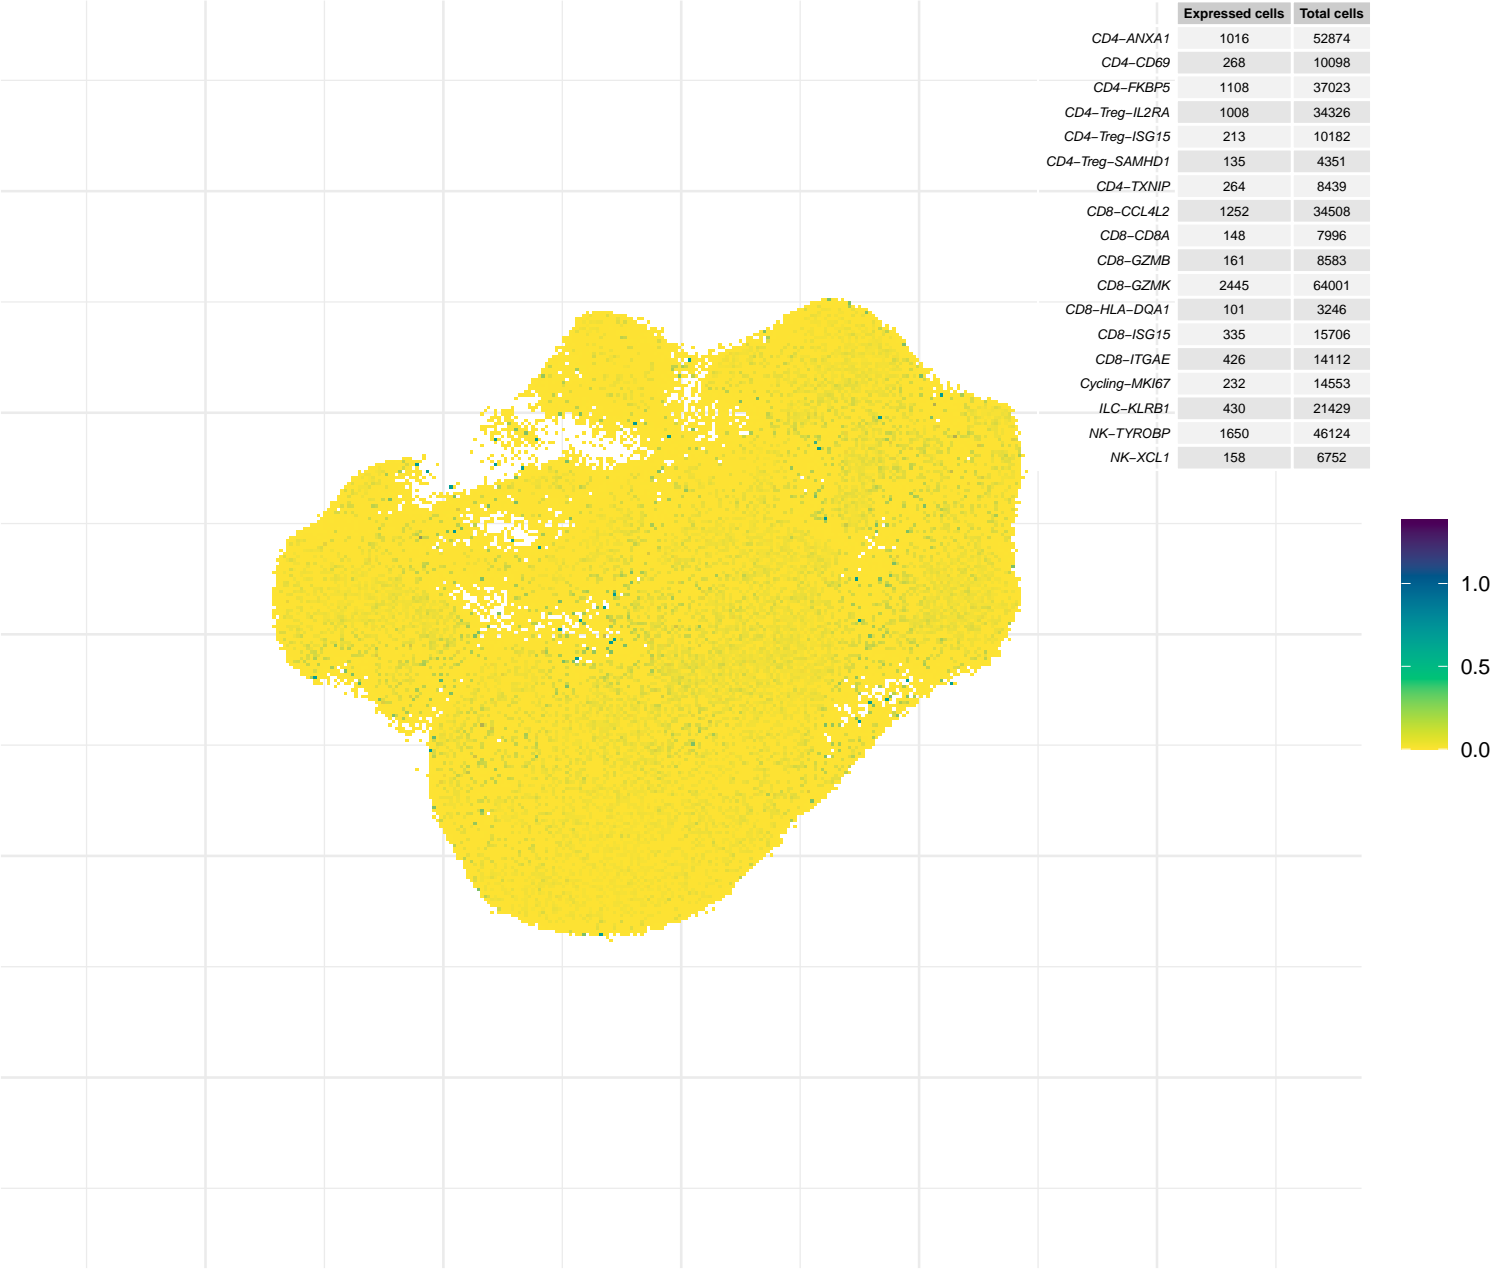 Expressed cells Total cells
CD4−ANXA1 1016 52874
CD4−CD69 268 10098
CD4−FKBP5 1108 37023
CD4−Treg−IL2RA 1008 34326
CD4−Treg−ISG15 213 10182
CD4−Treg−SAMHD1 135 4351
CD4−TXNIP 264 8439
CD8−CCL4L2 1252 34508
CD8−CD8A 148 7996
CD8−GZMB 161 8583
CD8−GZMK 2445 64001
CD8−HLA−DQA1 101 3246
CD8−ISG15 335 15706
CD8−ITGAE 426 14112
Cycling−MKI67 232 14553
ILC−KLRB1 430 21429
NK−TYROBP 1650 46124
NK−XCL1 158 6752
1.0
0.5
0.0